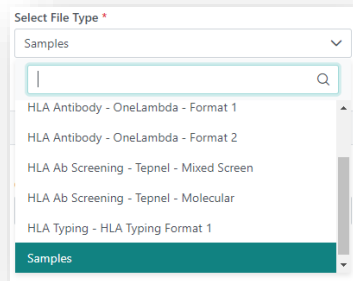 Select File Type *
Samples
HLA Antibody - OneLambda - Format 1
HLA Antibody - OneLambda - Format 2
HLA Ab Screening - Tepnel - Mixed Screen
HLA Ab Screening - Tepnel - Molecular
HLA Typing - HLA Typing Format 1
Samples